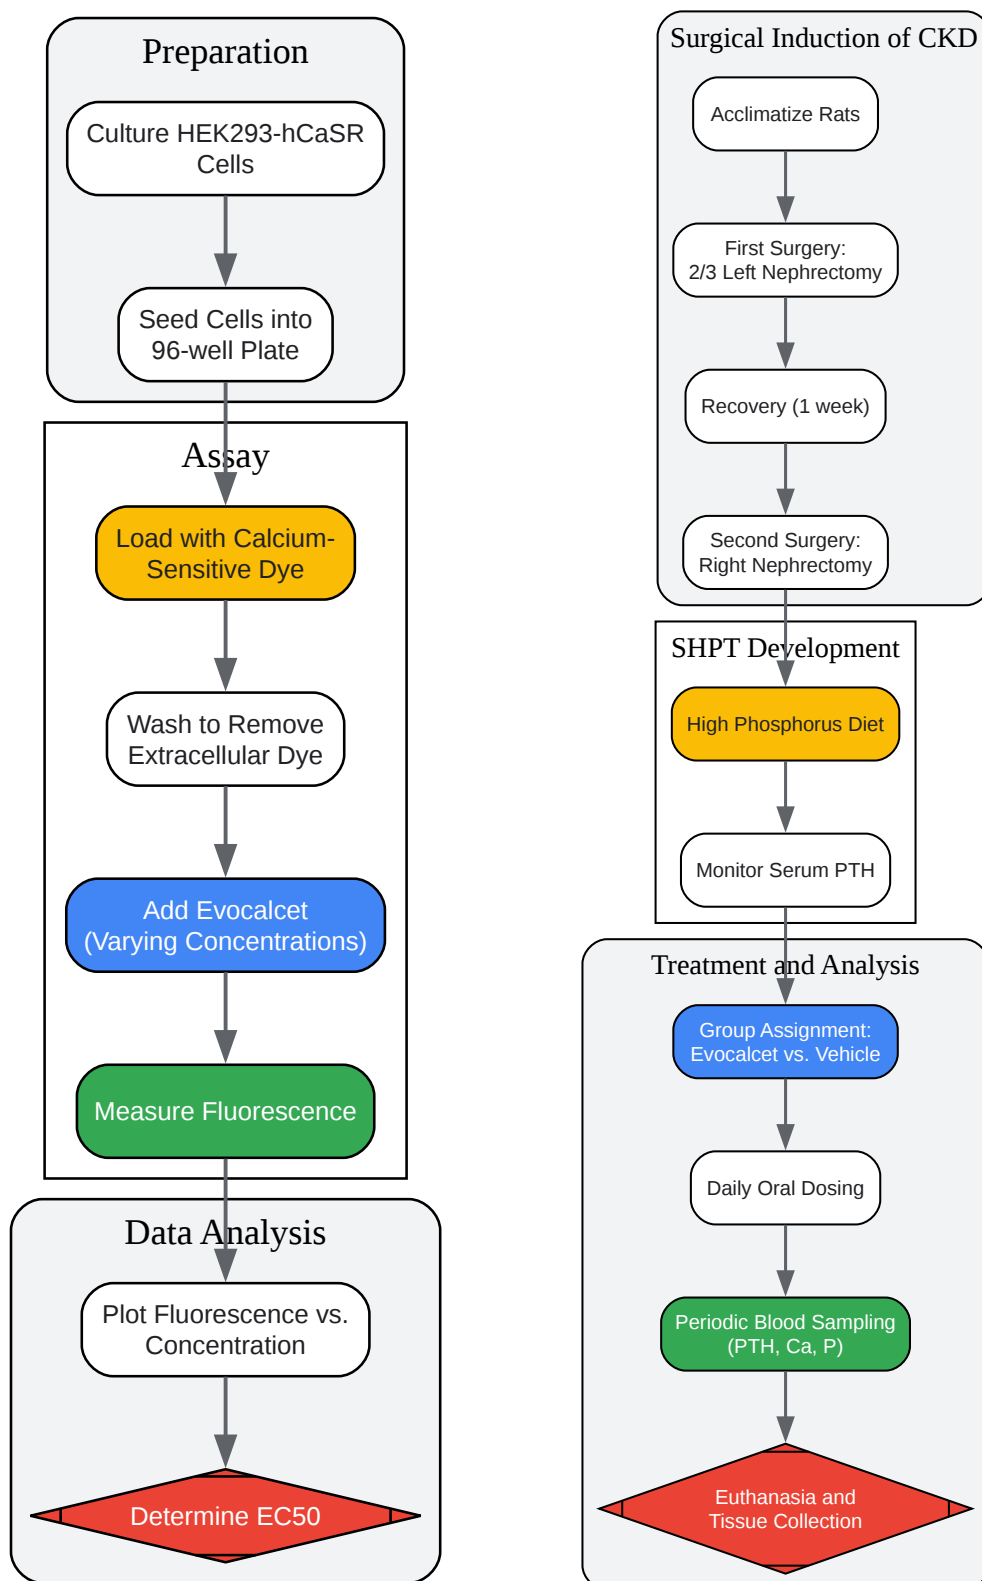 Preparation
Culture HEK293-hCaSR
Cells
Seed Cells into
96-well Plate
Assay
Load with Calcium-
Sensitive Dye
Wash to Remove
Extracellular Dye
Add Evocalcet
(Varying Concentrations)
Measure Fluorescence
Data Analysis
Plot Fluorescence vs.
Concentration
Determine EC50
Surgical Induction of CKD
Acclimatize Rats
First Surgery:
2/3 Left Nephrectomy
Recovery (1 week)
Second Surgery:
Right Nephrectomy
SHPT Development
High Phosphorus Diet
Monitor Serum PTH
Treatment and Analysis
Group Assignment:
Evocalcet vs. Vehicle
Daily Oral Dosing
Periodic Blood Sampling
(PTH, Ca, P)
Euthanasia and
Tissue Collection